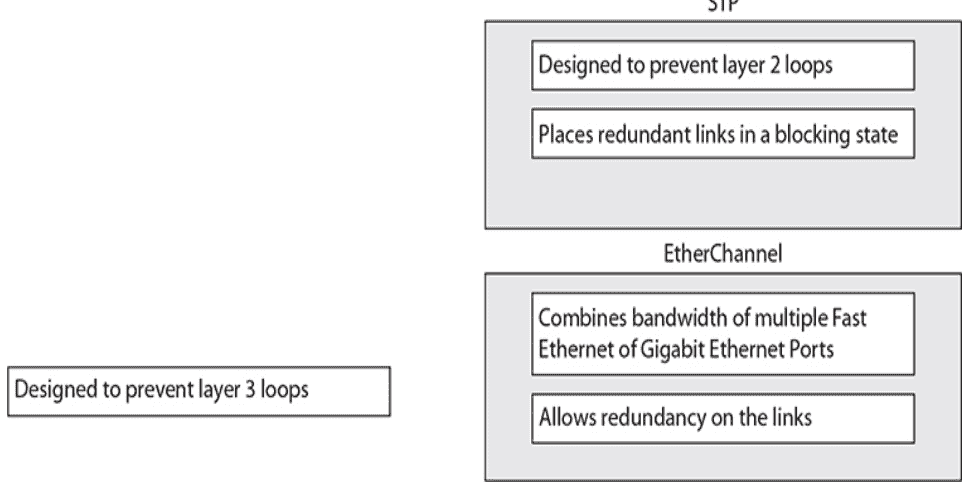 STP
Designed to prevent layer 2 loops
Places redundant links in a blocking state
EtherChannel
Combines bandwidth of multiple Fast
Ethernet of Gigabit Ethernet Ports
Allows redundancy on the links
Designed to prevent layer 3 loops